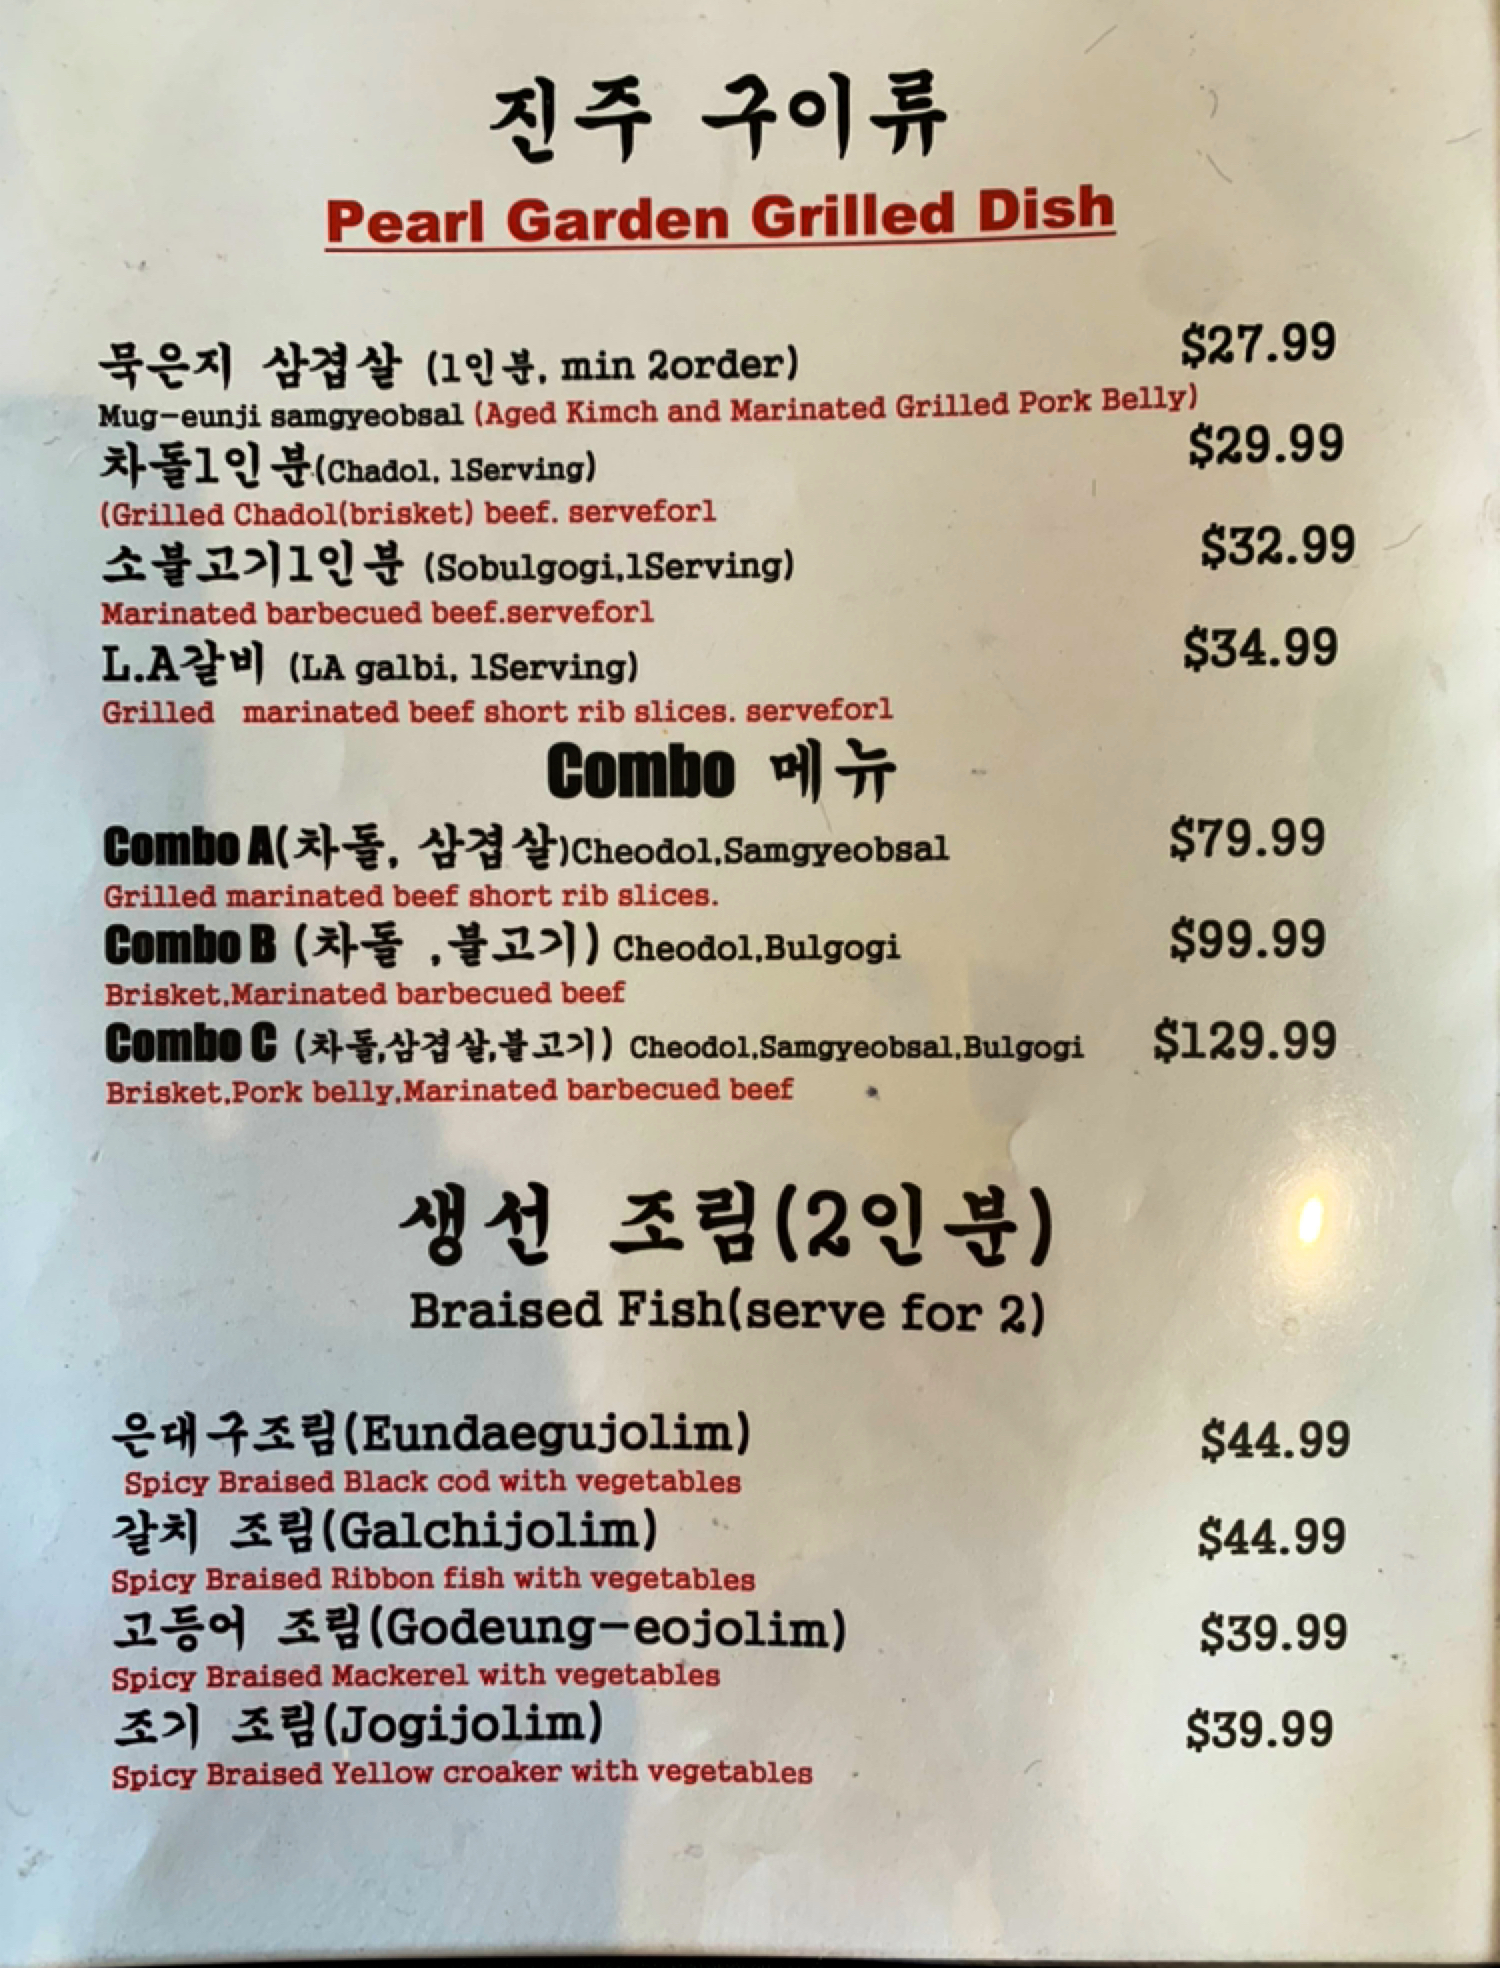 진주 구이류
Pearl Garden Grilled Dish
묵은지 삼겹살 (1인분, min 2order) $27.99
Mug-eunji samgyeobsal (Aged Kimch and Marinated Grilled Pork Belly)
차돌1인분(Chadol, 1Serving) $29.99
(Grilled Chadol(brisket) beef. servefor1
소불고기1인분 (Sobulgogi,1Serving) $32.99
Marinated barbecued beef.servefor1
L.A갈비 (LA galbi, 1Serving) $34.99
Grilled marinated beef short rib slices. servefor1
Combo 메뉴
Combo A(차돌, 삼겹살)Cheodol,Samgyeobsal $79.99
Grilled marinated beef short rib slices.
Combo B (차돌 ,불고기) Cheodol,Bulgogi $99.99
Brisket,Marinated barbecued beef
Combo C (차돌,삼겹살,불고기) Cheodol,Samgyeobsal,Bulgogi $129.99
Brisket,Pork belly,Marinated barbecued beef
생선 조림(2인분)
Braised Fish(serve for 2)
은대구조림(Eundaegujolim) $44.99
Spicy Braised Black cod with vegetables
갈치 조림(Galchijolim) $44.99
Spicy Braised Ribbon fish with vegetables
고등어 조림(Godeung-eojolim) $39.99
Spicy Braised Mackerel with vegetables
조기 조림(Jogijolim) $39.99
Spicy Braised Yellow croaker with vegetables